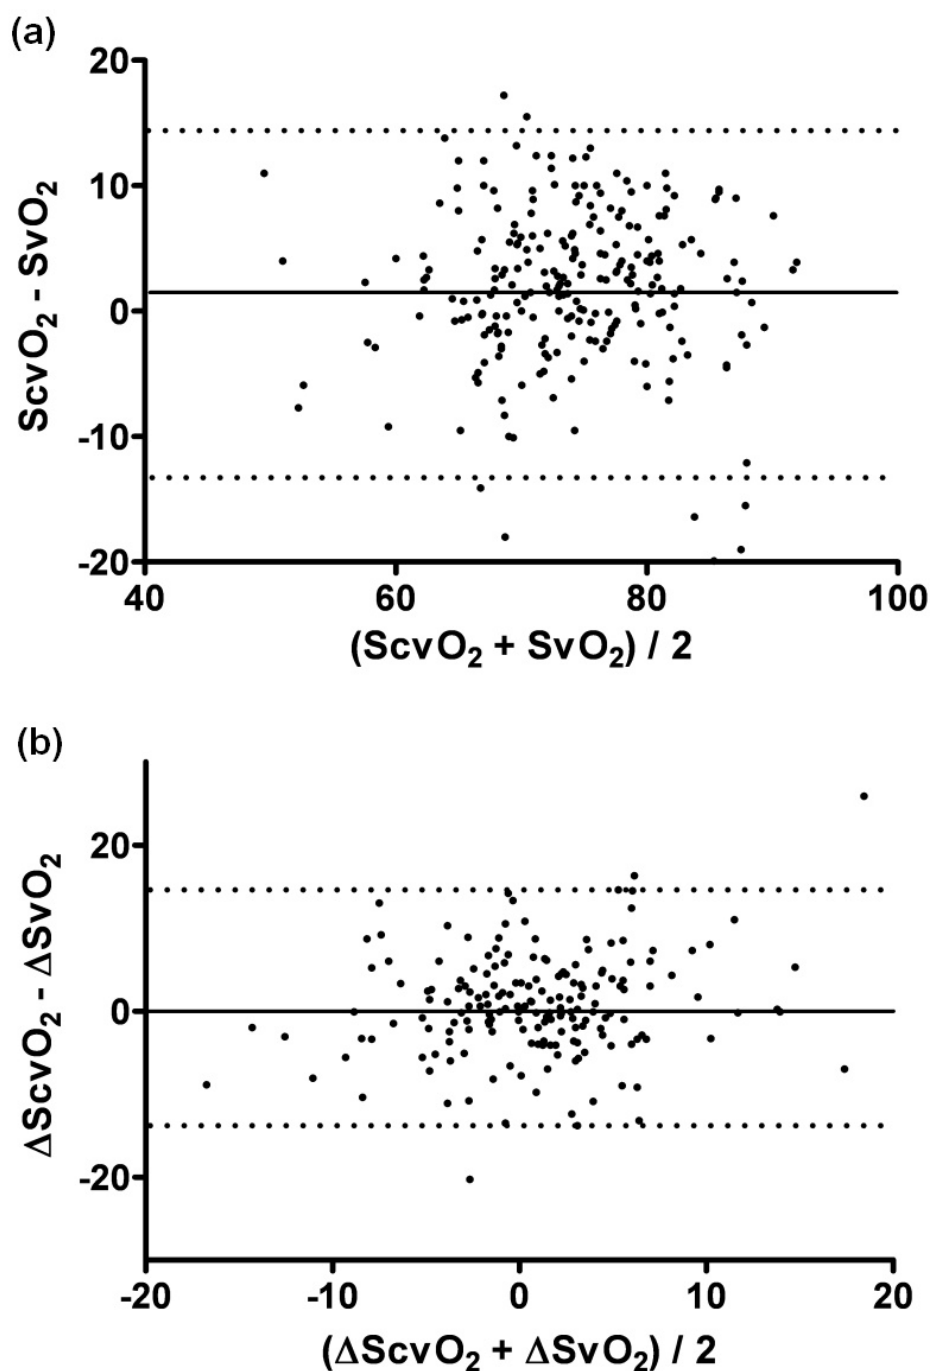 (a)
20
10
0
-10
-20
ScvO₂ - SvO₂
40 60 80 100
(ScvO₂ + SvO₂) / 2
(b)
20
0
-20
ΔScvO₂ - ΔSvO₂
-20 -10 0 10 20
(ΔScvO₂ + ΔSvO₂) / 2